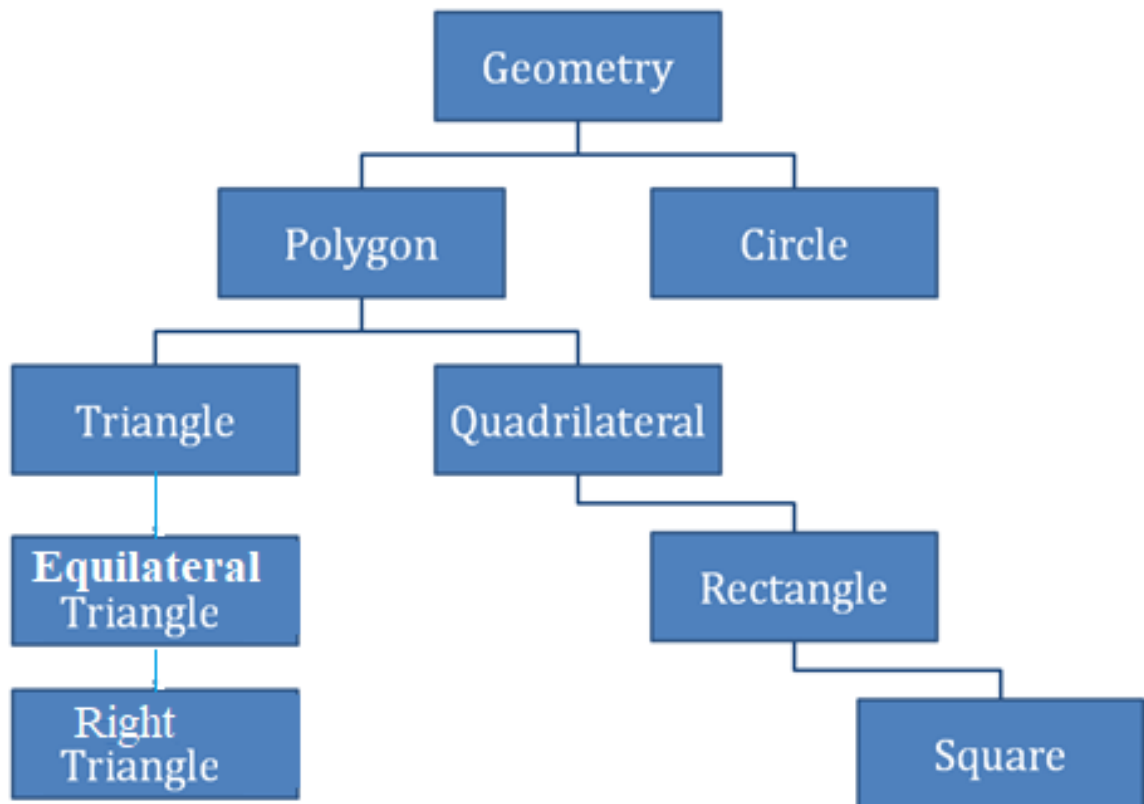 Geometry
Polygon
Circle
Triangle
Quadrilateral
Equilateral
Triangle
Rectangle
Right
Triangle
Square